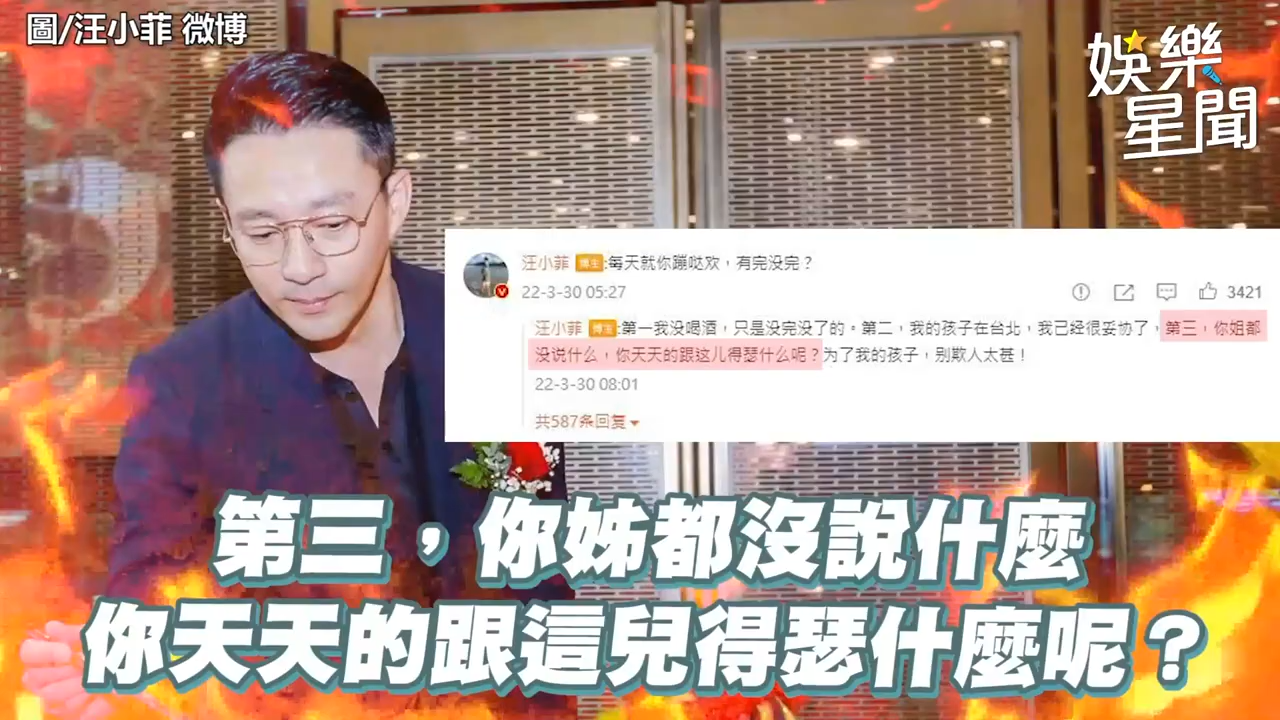 圖/汪小菲 微博
娛樂
星聞
汪小菲 博主:每天就你蹦哒欢，有完没完？
22-3-30 05:27
3421
汪小菲 博主:第一我没喝酒，只是没完没了的。第二，我的孩子在台北，我已经很妥协了，第三，你姐都
没说什么，你天天的跟这儿得瑟什么呢？为了我的孩子，别欺人太甚！
22-3-30 08:01
共587条回复
第三，你姊都沒說什麼
你天天的跟這兒得瑟什麼呢？